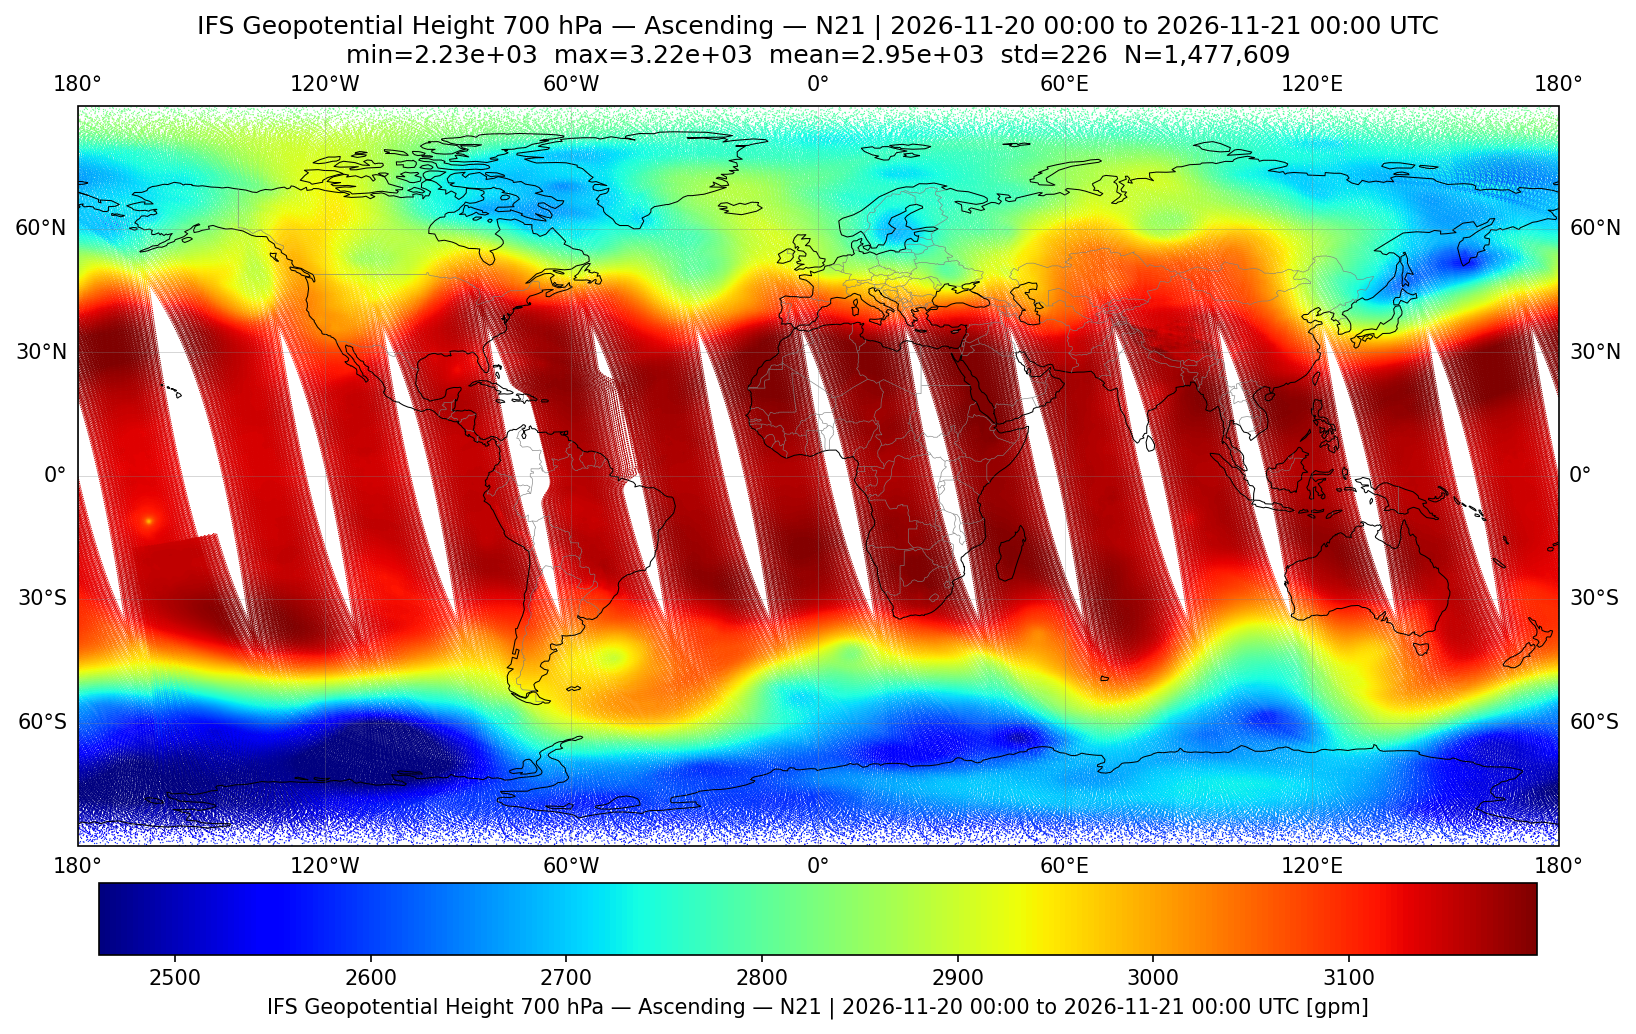 IFS Geopotential Height 700 hPa — Ascending — N21 | 2026-11-20 00:00 to 2026-11-21 00:00 UTC
min=2.23e+03  max=3.22e+03  mean=2.95e+03  std=226  N=1,477,609
180° 120°W 60°W 0° 60°E 120°E 180°
60°N 60°N
30°N 30°N
0° 0°
30°S 30°S
60°S 60°S
180° 120°W 60°W 0° 60°E 120°E 180°
2500 2600 2700 2800 2900 3000 3100
IFS Geopotential Height 700 hPa — Ascending — N21 | 2026-11-20 00:00 to 2026-11-21 00:00 UTC [gpm]